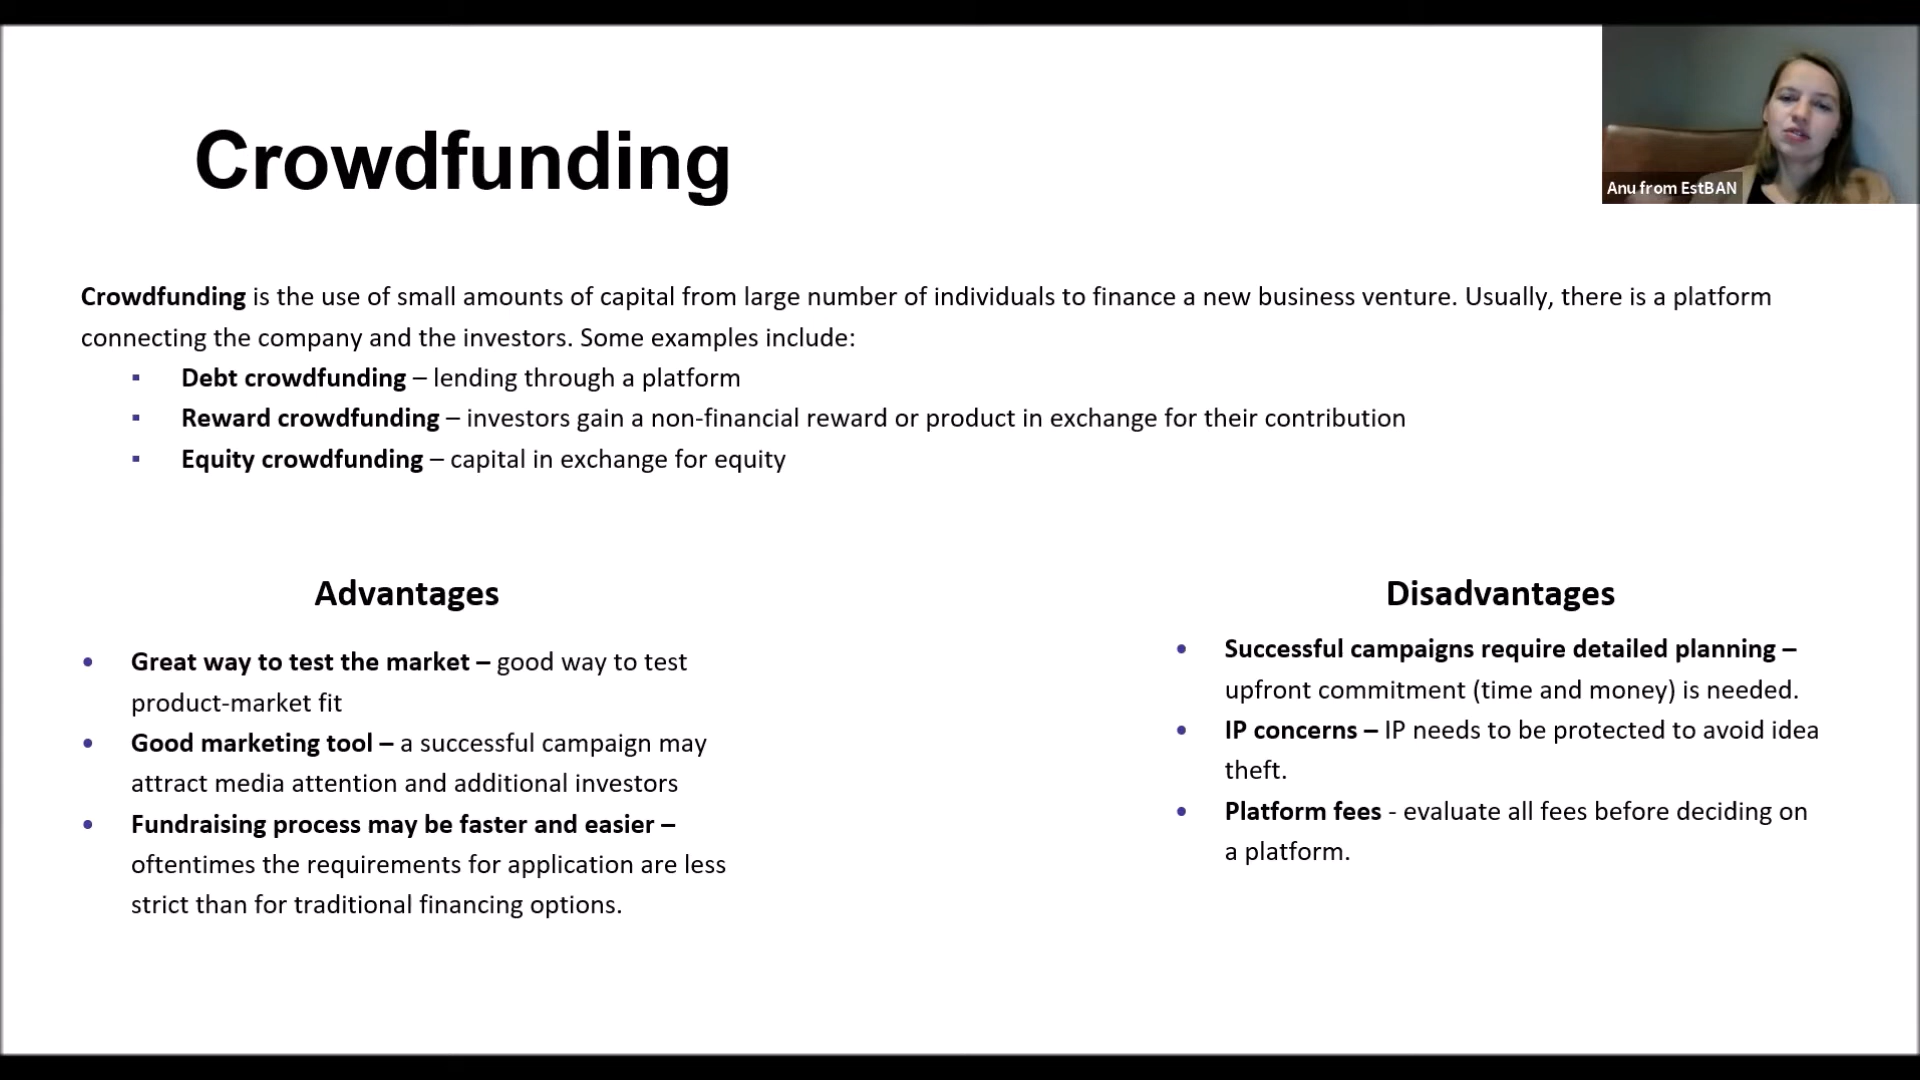 Crowdfunding
Anu from EstBAN
Crowdfunding is the use of small amounts of capital from large number of individuals to finance a new business venture. Usually, there is a platform
connecting the company and the investors. Some examples include:
▪ Debt crowdfunding – lending through a platform
▪ Reward crowdfunding – investors gain a non-financial reward or product in exchange for their contribution
▪ Equity crowdfunding – capital in exchange for equity
Advantages
• Great way to test the market – good way to test
product-market fit
• Good marketing tool – a successful campaign may
attract media attention and additional investors
• Fundraising process may be faster and easier –
oftentimes the requirements for application are less
strict than for traditional financing options.
Disadvantages
• Successful campaigns require detailed planning –
upfront commitment (time and money) is needed.
• IP concerns – IP needs to be protected to avoid idea
theft.
• Platform fees - evaluate all fees before deciding on
a platform.